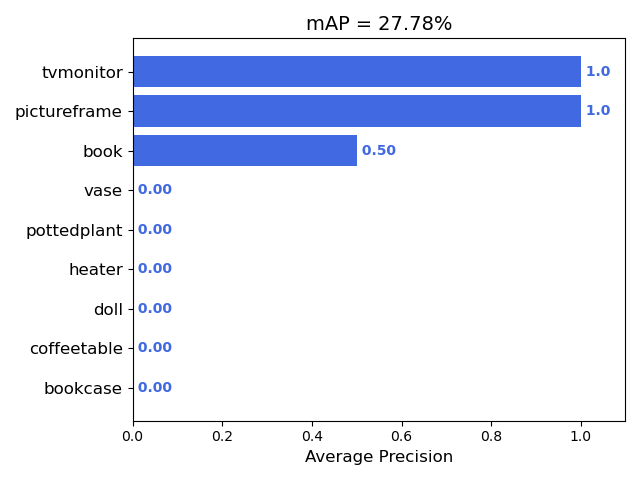 mAP = 27.78%
tvmonitor 1.0
pictureframe 1.0
book 0.50
vase 0.00
pottedplant 0.00
heater 0.00
doll 0.00
coffeetable 0.00
bookcase 0.00
0.0 0.2 0.4 0.6 0.8 1.0
Average Precision